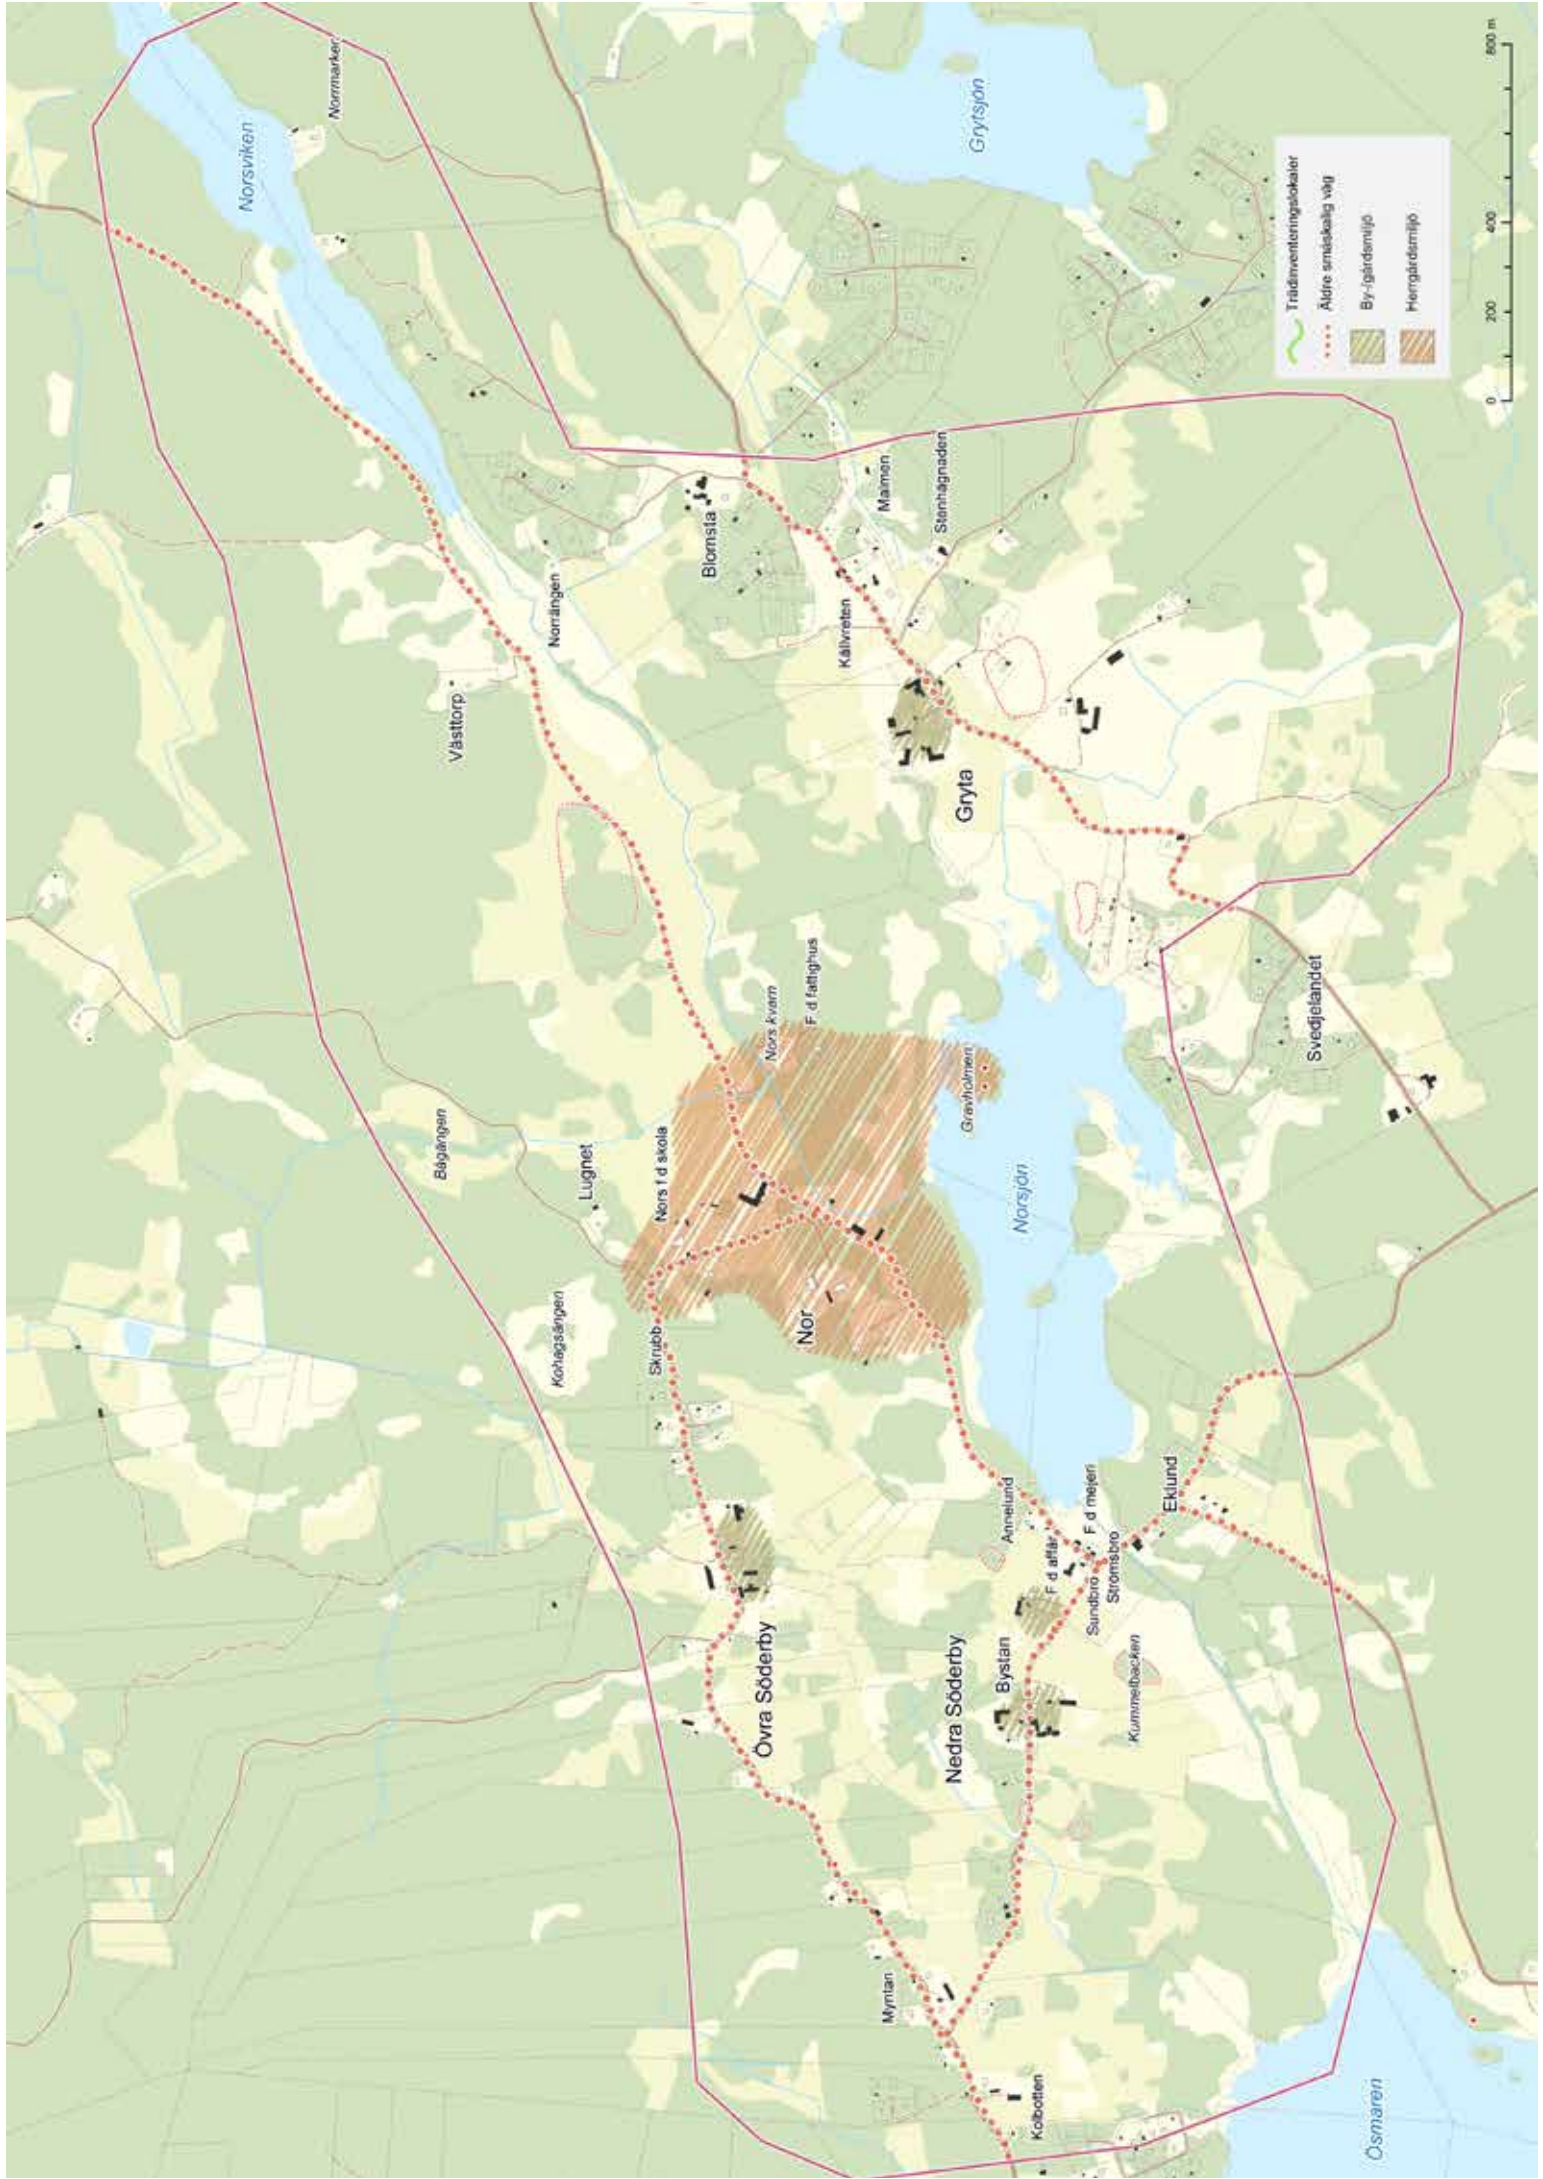 Norsviken
Norrmarken
Grytsjön
Västtorp
Norrängen
Blomsta
Malmen
Stenhagnaden
Källvreten
Gryta
Bågängen
Lugnet
Kohagsängen
Nors f d skola
Skrubb
Nors kvarn
F d fattighus
Nor
Gravholmen
Norsjön
Svedjelandet
Övra Söderby
Nedra Söderby
Bystan
Annelund
F d affär
F d mejeri
Sundbro
Strömsbro
Eklund
Kummelbacken
Myntan
Kolbotten
Ösmaren
Trädinventeringslokaler
Äldre småskalig väg
By-/gårdsmiljö
Herrgårdsmiljö
0 200 400 800 m